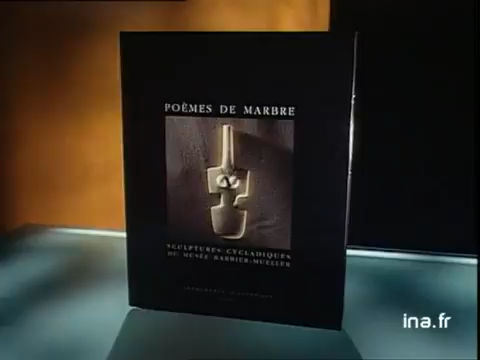 POÈMES DE MARBRE
SCULPTURES CYCLADIQUES
DU MUSÉE BARBIER-MUELLER
ina.fr